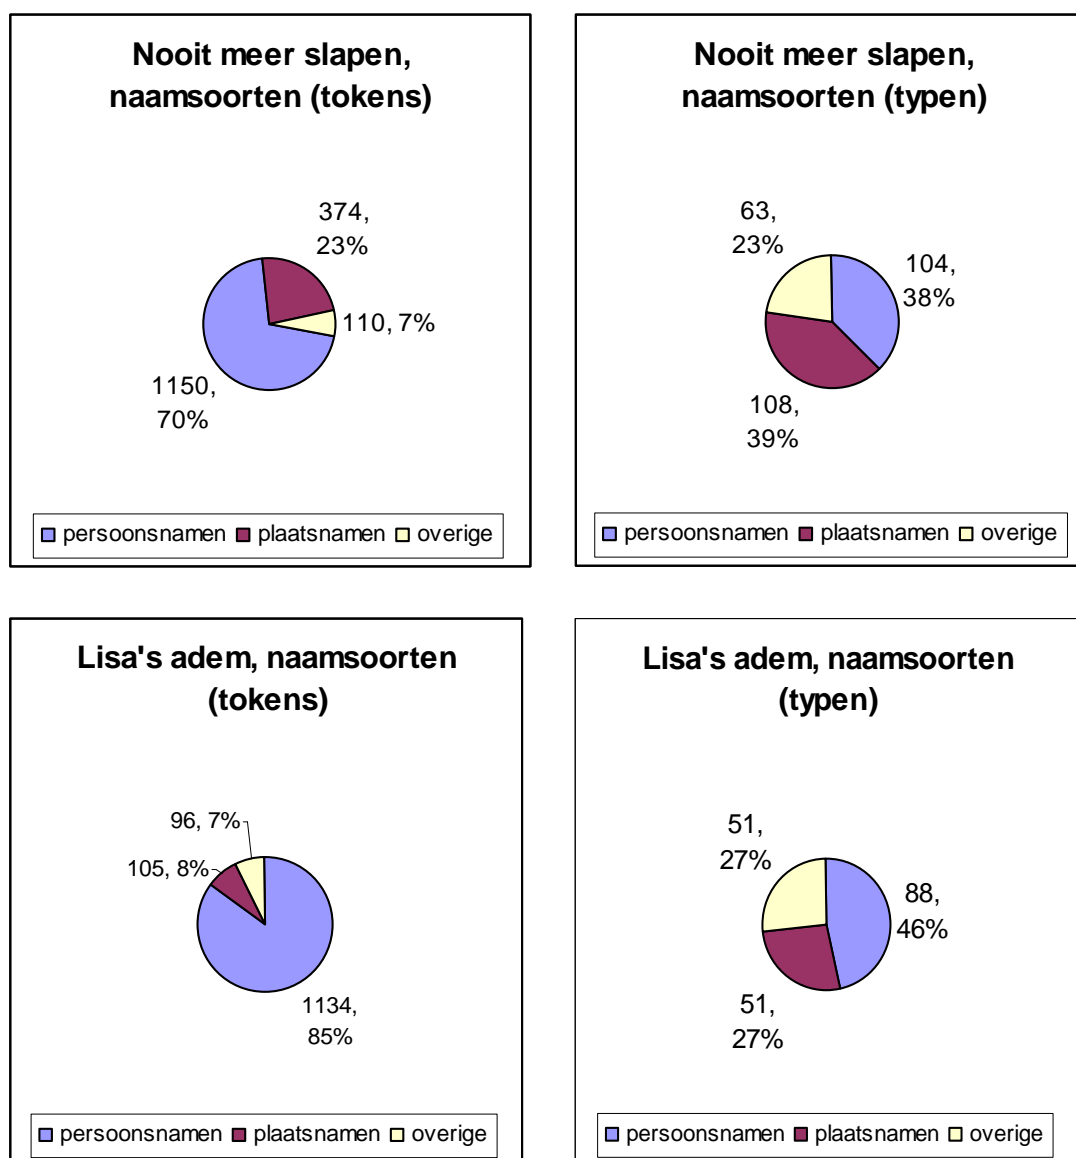 Nooit meer slapen,
naamsoorten (tokens)
374,
23%
110, 7%
1150,
70%
persoonsnamen plaatsnamen overige
Nooit meer slapen,
naamsoorten (typen)
63,
23%
104,
38%
108,
39%
persoonsnamen plaatsnamen overige
Lisa's adem, naamsoorten
(tokens)
96, 7%
105, 8%
1134,
85%
persoonsnamen plaatsnamen overige
Lisa's adem, naamsoorten
(typen)
51,
27%
88,
46%
51,
27%
persoonsnamen plaatsnamen overige